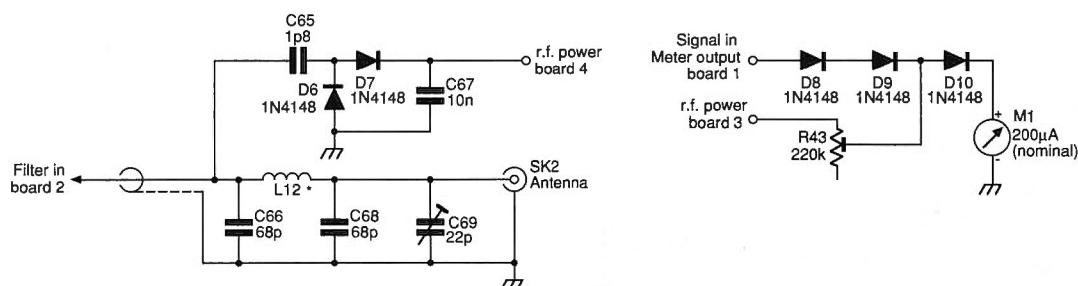 C65
1p8
D6
1N4148
D7
1N4148
C67
10n
r.f. power
board 4
Filter in
board 2
L12 *
C66
68p
C68
68p
C69
22p
SK2
Antenna
Signal in
Meter output
board 1
D8
1N4148
D9
1N4148
D10
1N4148
r.f. power
board 3
R43
220k
+
M1
200µA
(nominal)
-